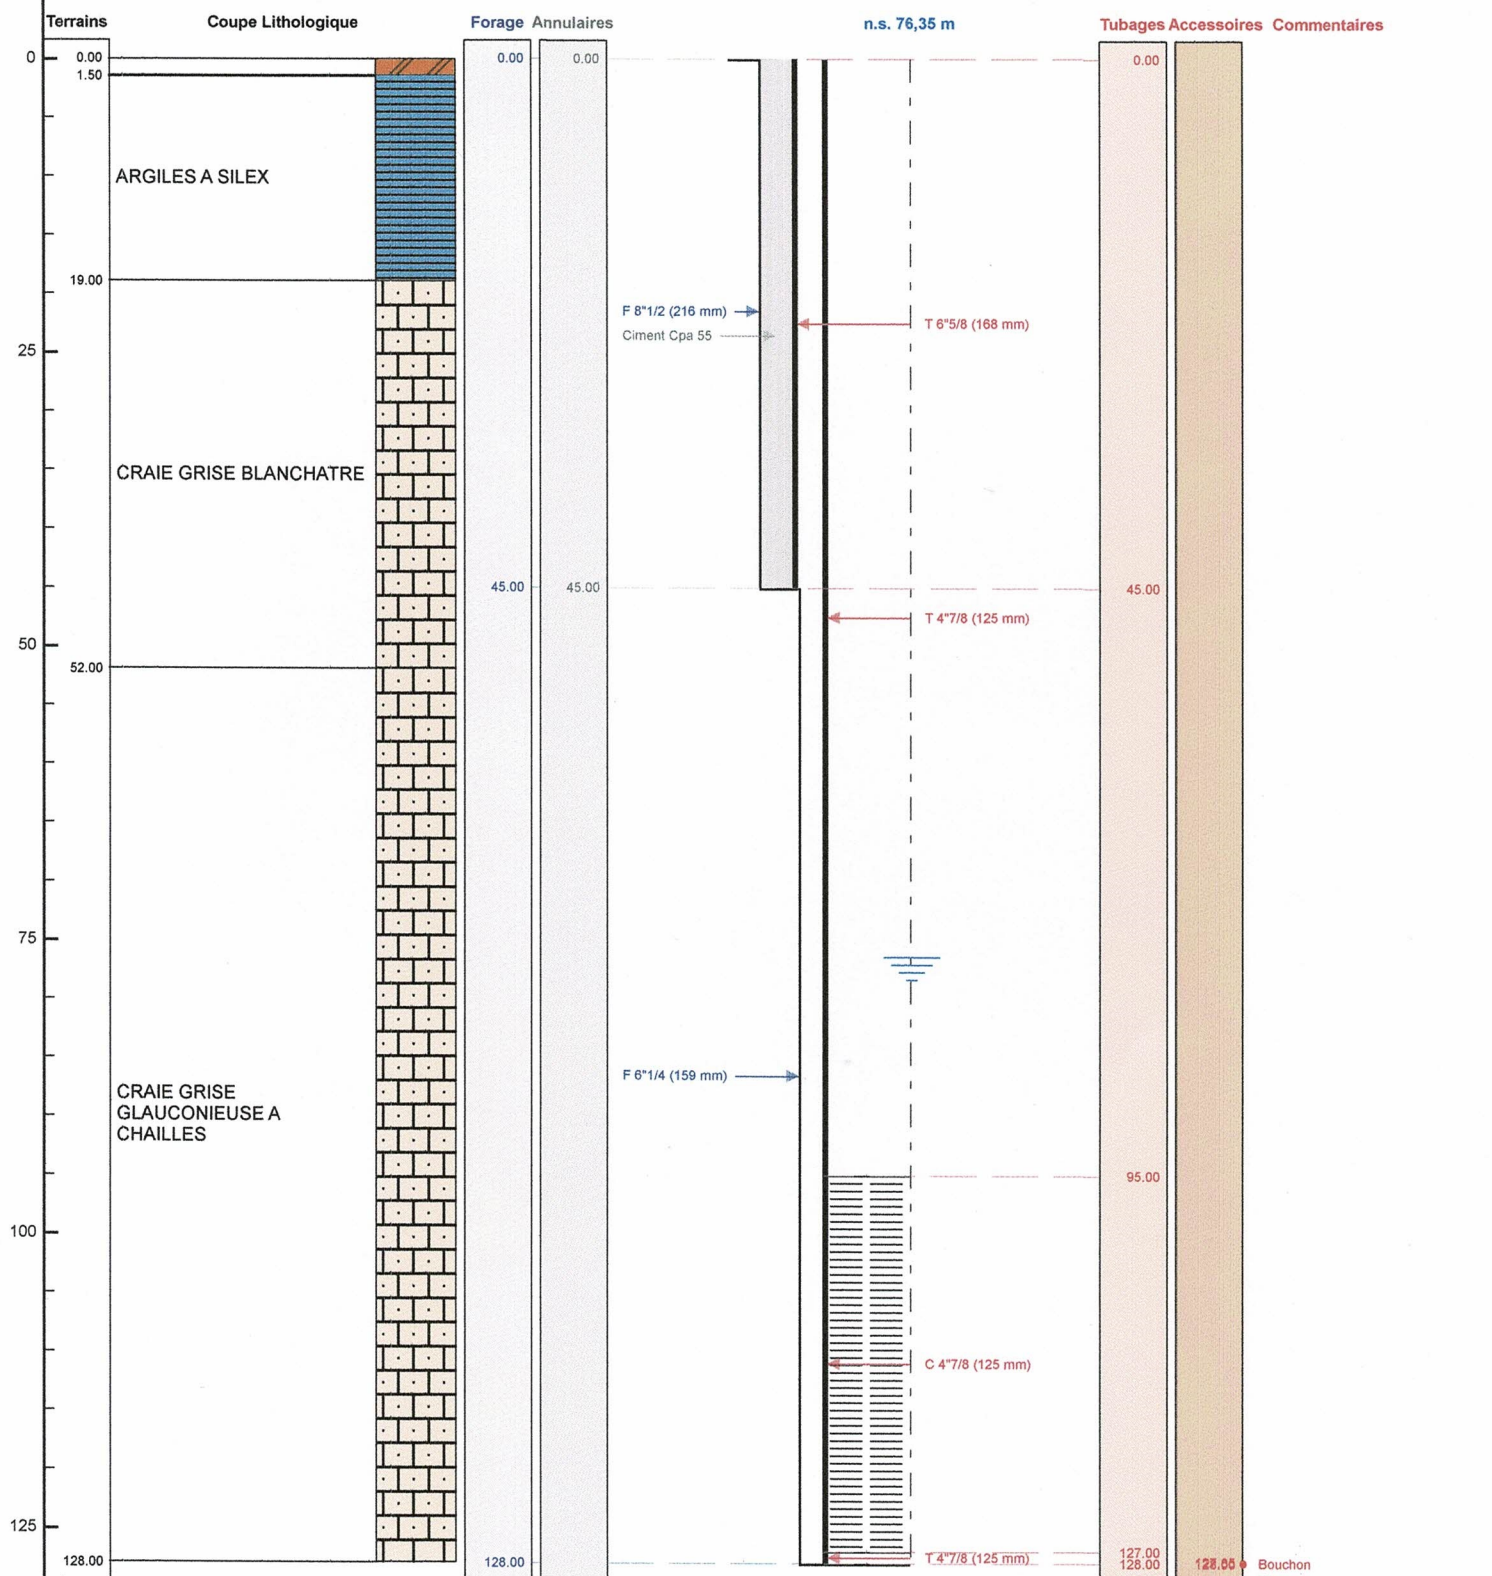 Terrains Coupe Lithologique Forage Annulaires n.s. 76,35 m Tubages Accessoires Commentaires
0 0.00 0.00 0.00 0.00
1.50
ARGILES A SILEX
19.00
F 8"1/2 (216 mm) T 6"5/8 (168 mm)
Ciment Cpa 55
25
CRAIE GRISE BLANCHATRE
45.00 45.00 45.00
T 4"7/8 (125 mm)
50
52.00
75
F 6"1/4 (159 mm)
CRAIE GRISE
GLAUCONIEUSE A
CHAILLES
95.00
100
C 4"7/8 (125 mm)
125
T 4"7/8 (125 mm) 127.00
128.00 128.00 128.00 Bouchon